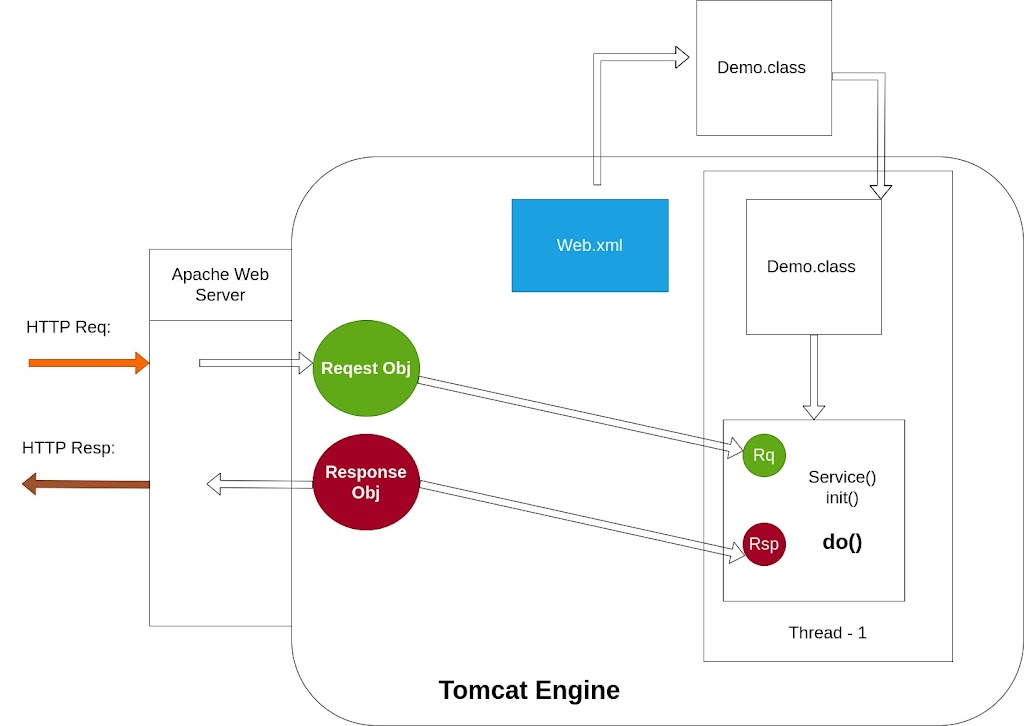 Demo.class
Web.xml
Demo.class
Apache Web
Server
HTTP Req:
Reqest Obj
HTTP Resp:
Response
Obj
Rq
Service()
init()
Rsp
do()
Thread - 1
Tomcat Engine